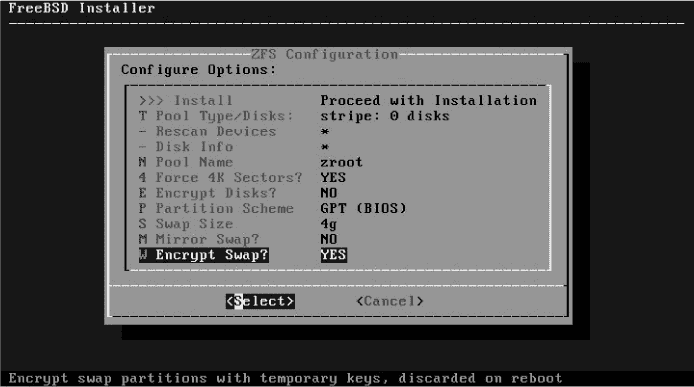 FreeBSD Installer
ZFS Configuration
Configure Options:
>>> Install Proceed with Installation
T Pool Type/Disks: stripe: 0 disks
- Rescan Devices *
- Disk Info *
N Pool Name zroot
4 Force 4K Sectors? YES
E Encrypt Disks? NO
P Partition Scheme GPT (BIOS)
S Swap Size 4g
M Mirror Swap? NO
W Encrypt Swap? YES
<Select> <Cancel>
Encrypt swap partitions with temporary keys, discarded on reboot